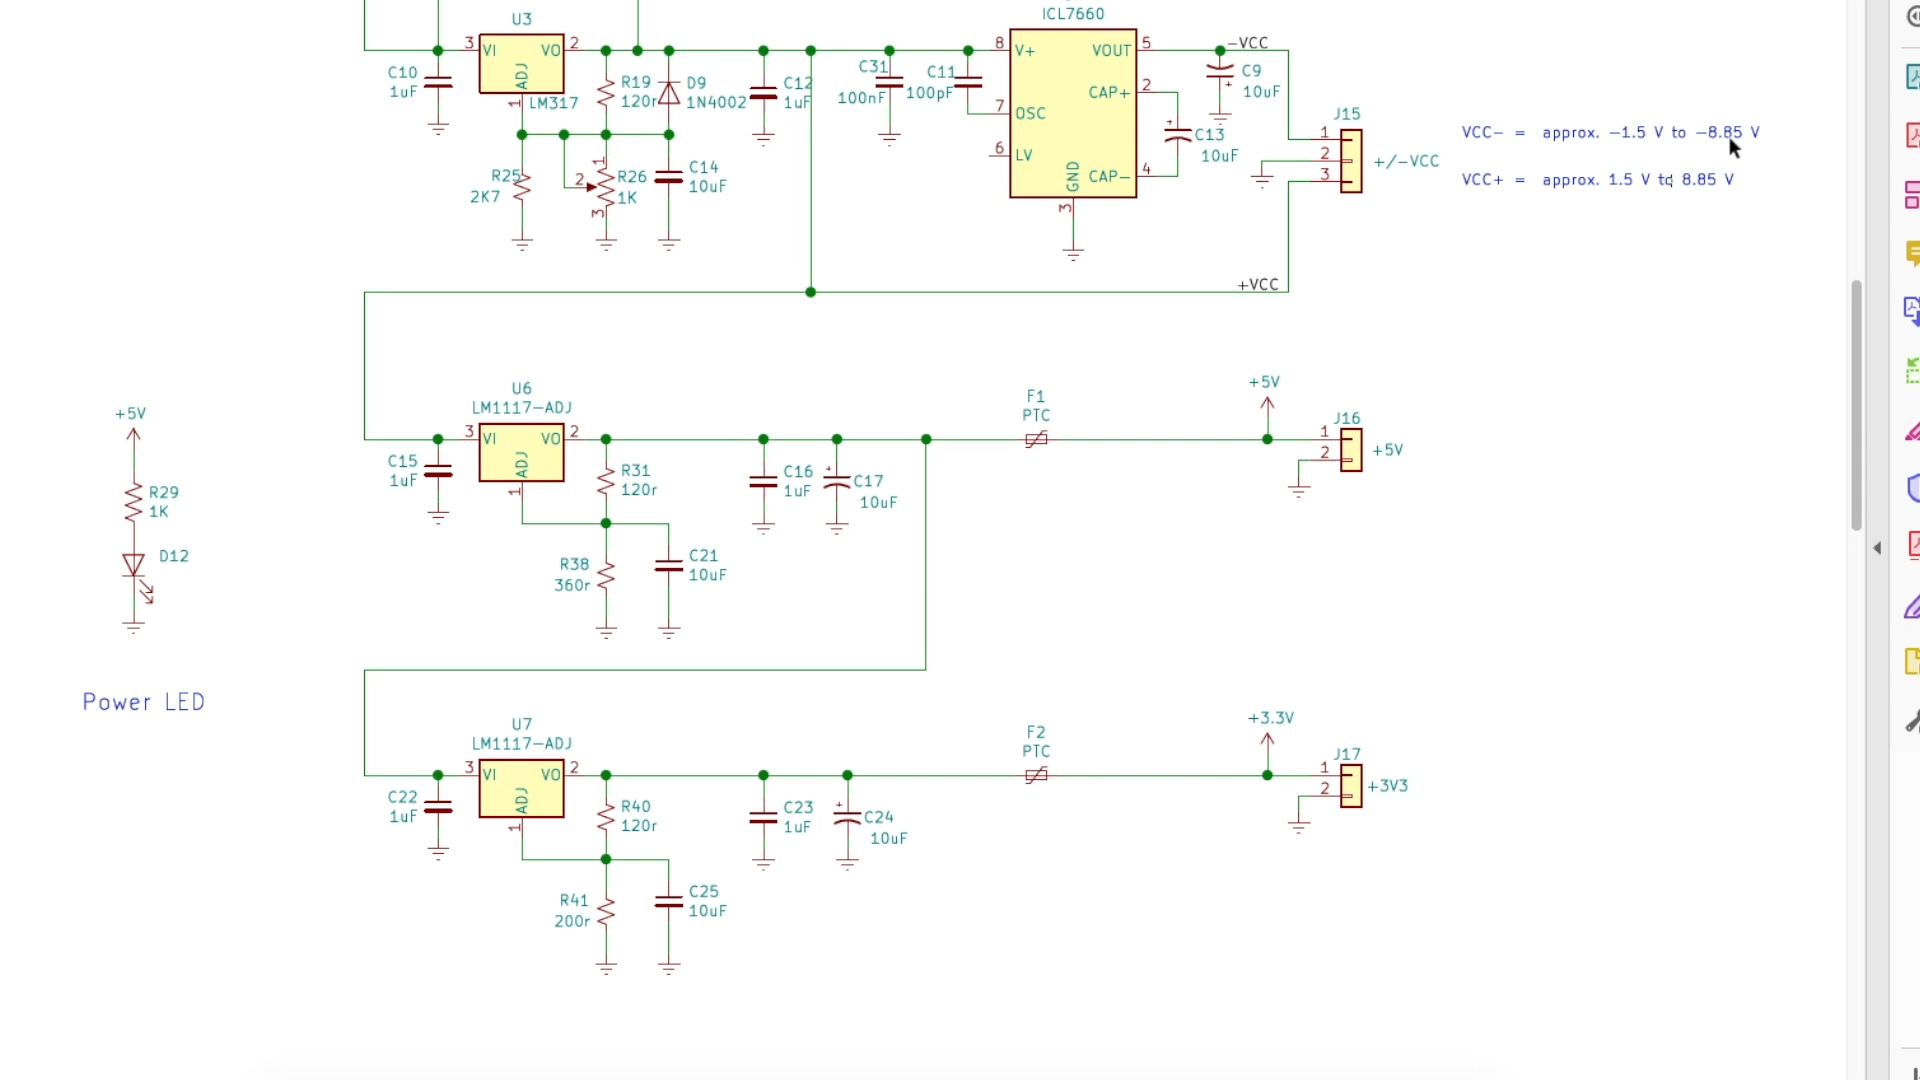 U3
ICL7660
3 VI VO 2
ADJ
1
LM317
C10
1uF
R19
120r
D9
1N4002
C12
1uF
C31
100nF
C11
100pF
8 V+ VOUT 5
CAP+ 2
7 OSC
6 LV
GND
CAP- 4
3
-VCC
C9
10uF
C13
10uF
J15
1
2
3
+/-VCC
VCC- = approx. -1.5 V to -8.85 V
VCC+ = approx. 1.5 V to 8.85 V
R25
2K7
1
2
3
R26
1K
C14
10uF
+VCC
U6
LM1117-ADJ
3 VI VO 2
ADJ
1
C15
1uF
R31
120r
C16
1uF
C17
10uF
R38
360r
C21
10uF
F1
PTC
+5V
J16
1
2
+5V
+5V
R29
1K
D12
Power LED
U7
LM1117-ADJ
3 VI VO 2
ADJ
1
C22
1uF
R40
120r
C23
1uF
C24
10uF
R41
200r
C25
10uF
F2
PTC
+3.3V
J17
1
2
+3V3